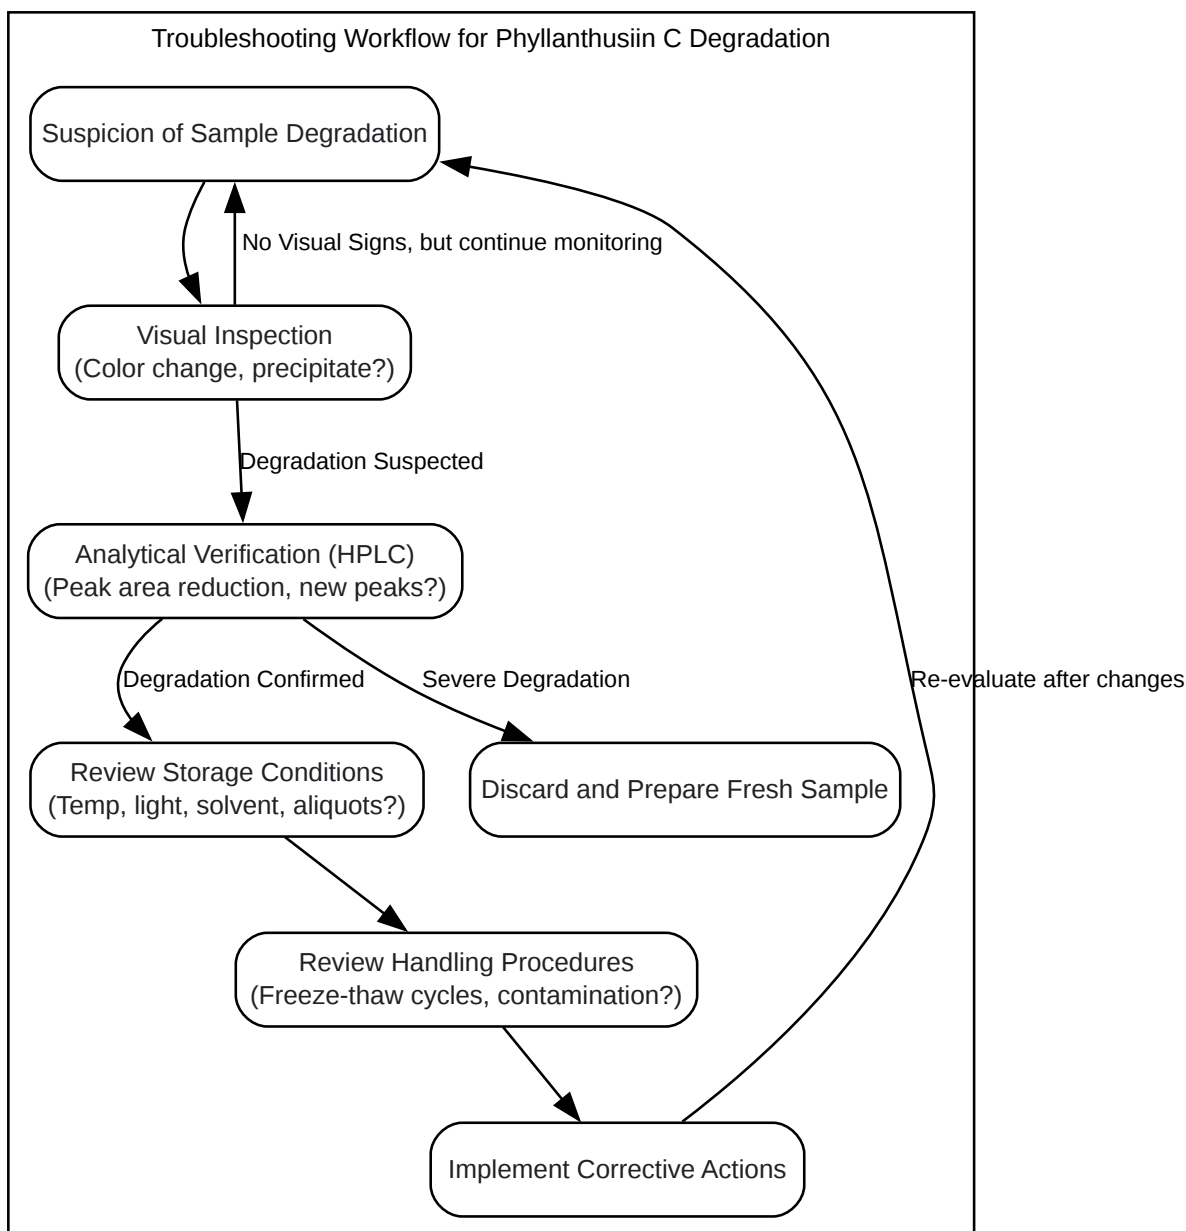 Troubleshooting Workflow for Phyllanthusiin C Degradation
Suspicion of Sample Degradation
No Visual Signs, but continue monitoring
Visual Inspection
(Color change, precipitate?)
Degradation Suspected
Analytical Verification (HPLC)
(Peak area reduction, new peaks?)
Degradation Confirmed
Severe Degradation
Re-evaluate after changes
Review Storage Conditions
(Temp, light, solvent, aliquots?)
Discard and Prepare Fresh Sample
Review Handling Procedures
(Freeze-thaw cycles, contamination?)
Implement Corrective Actions